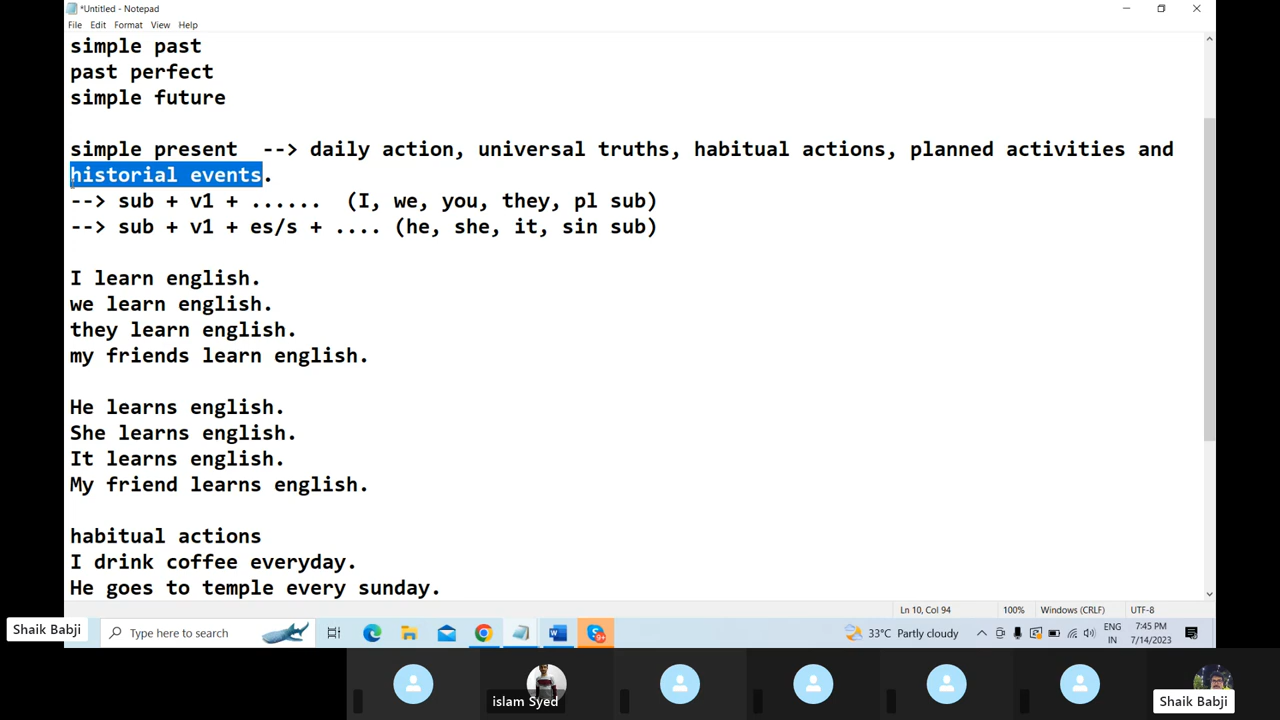 *Untitled - Notepad
File Edit Format View Help
simple past
past perfect
simple future
simple present --> daily action, universal truths, habitual actions, planned activities and
historial events.
--> sub + v1 + ...... (I, we, you, they, pl sub)
--> sub + v1 + es/s + .... (he, she, it, sin sub)
I learn english.
we learn english.
they learn english.
my friends learn english.
He learns english.
She learns english.
It learns english.
My friend learns english.
habitual actions
I drink coffee everyday.
He goes to temple every sunday.
Ln 10, Col 94 100% Windows (CRLF) UTF-8
Shaik Babji
Type here to search
33°C Partly cloudy
ENG
IN
7:45 PM
7/14/2023
islam Syed
Shaik Babji